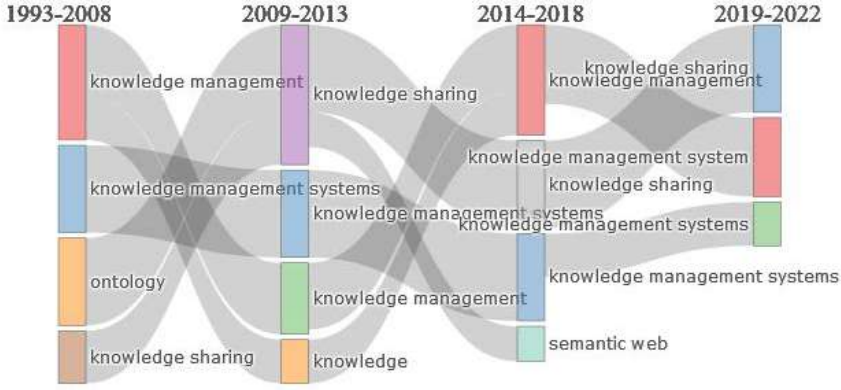 1993-2008
2009-2013
2014-2018
2019-2022
knowledge management
knowledge management systems
ontology
knowledge sharing
knowledge sharing
knowledge management systems
knowledge management
knowledge
knowledge management
knowledge sharing
knowledge management systems
semantic web
knowledge sharing
knowledge management system
knowledge management systems